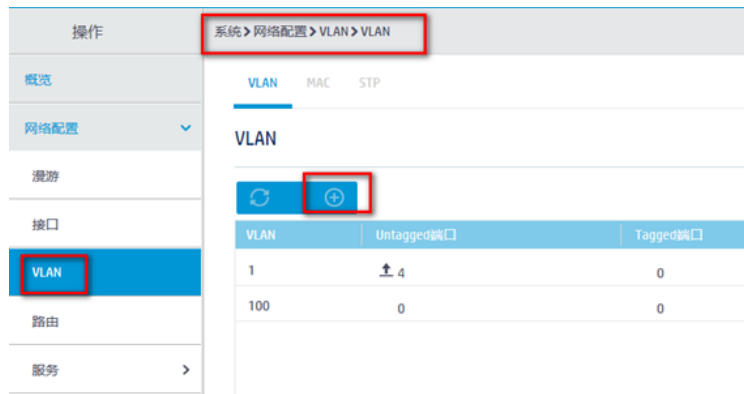 操作
系统>网络配置>VLAN>VLAN
概览
网络配置
漫游
接口
VLAN
路由
服务
VLAN MAC STP
VLAN
VLAN Untagged端口 Tagged端口
1 4 0
100 0 0